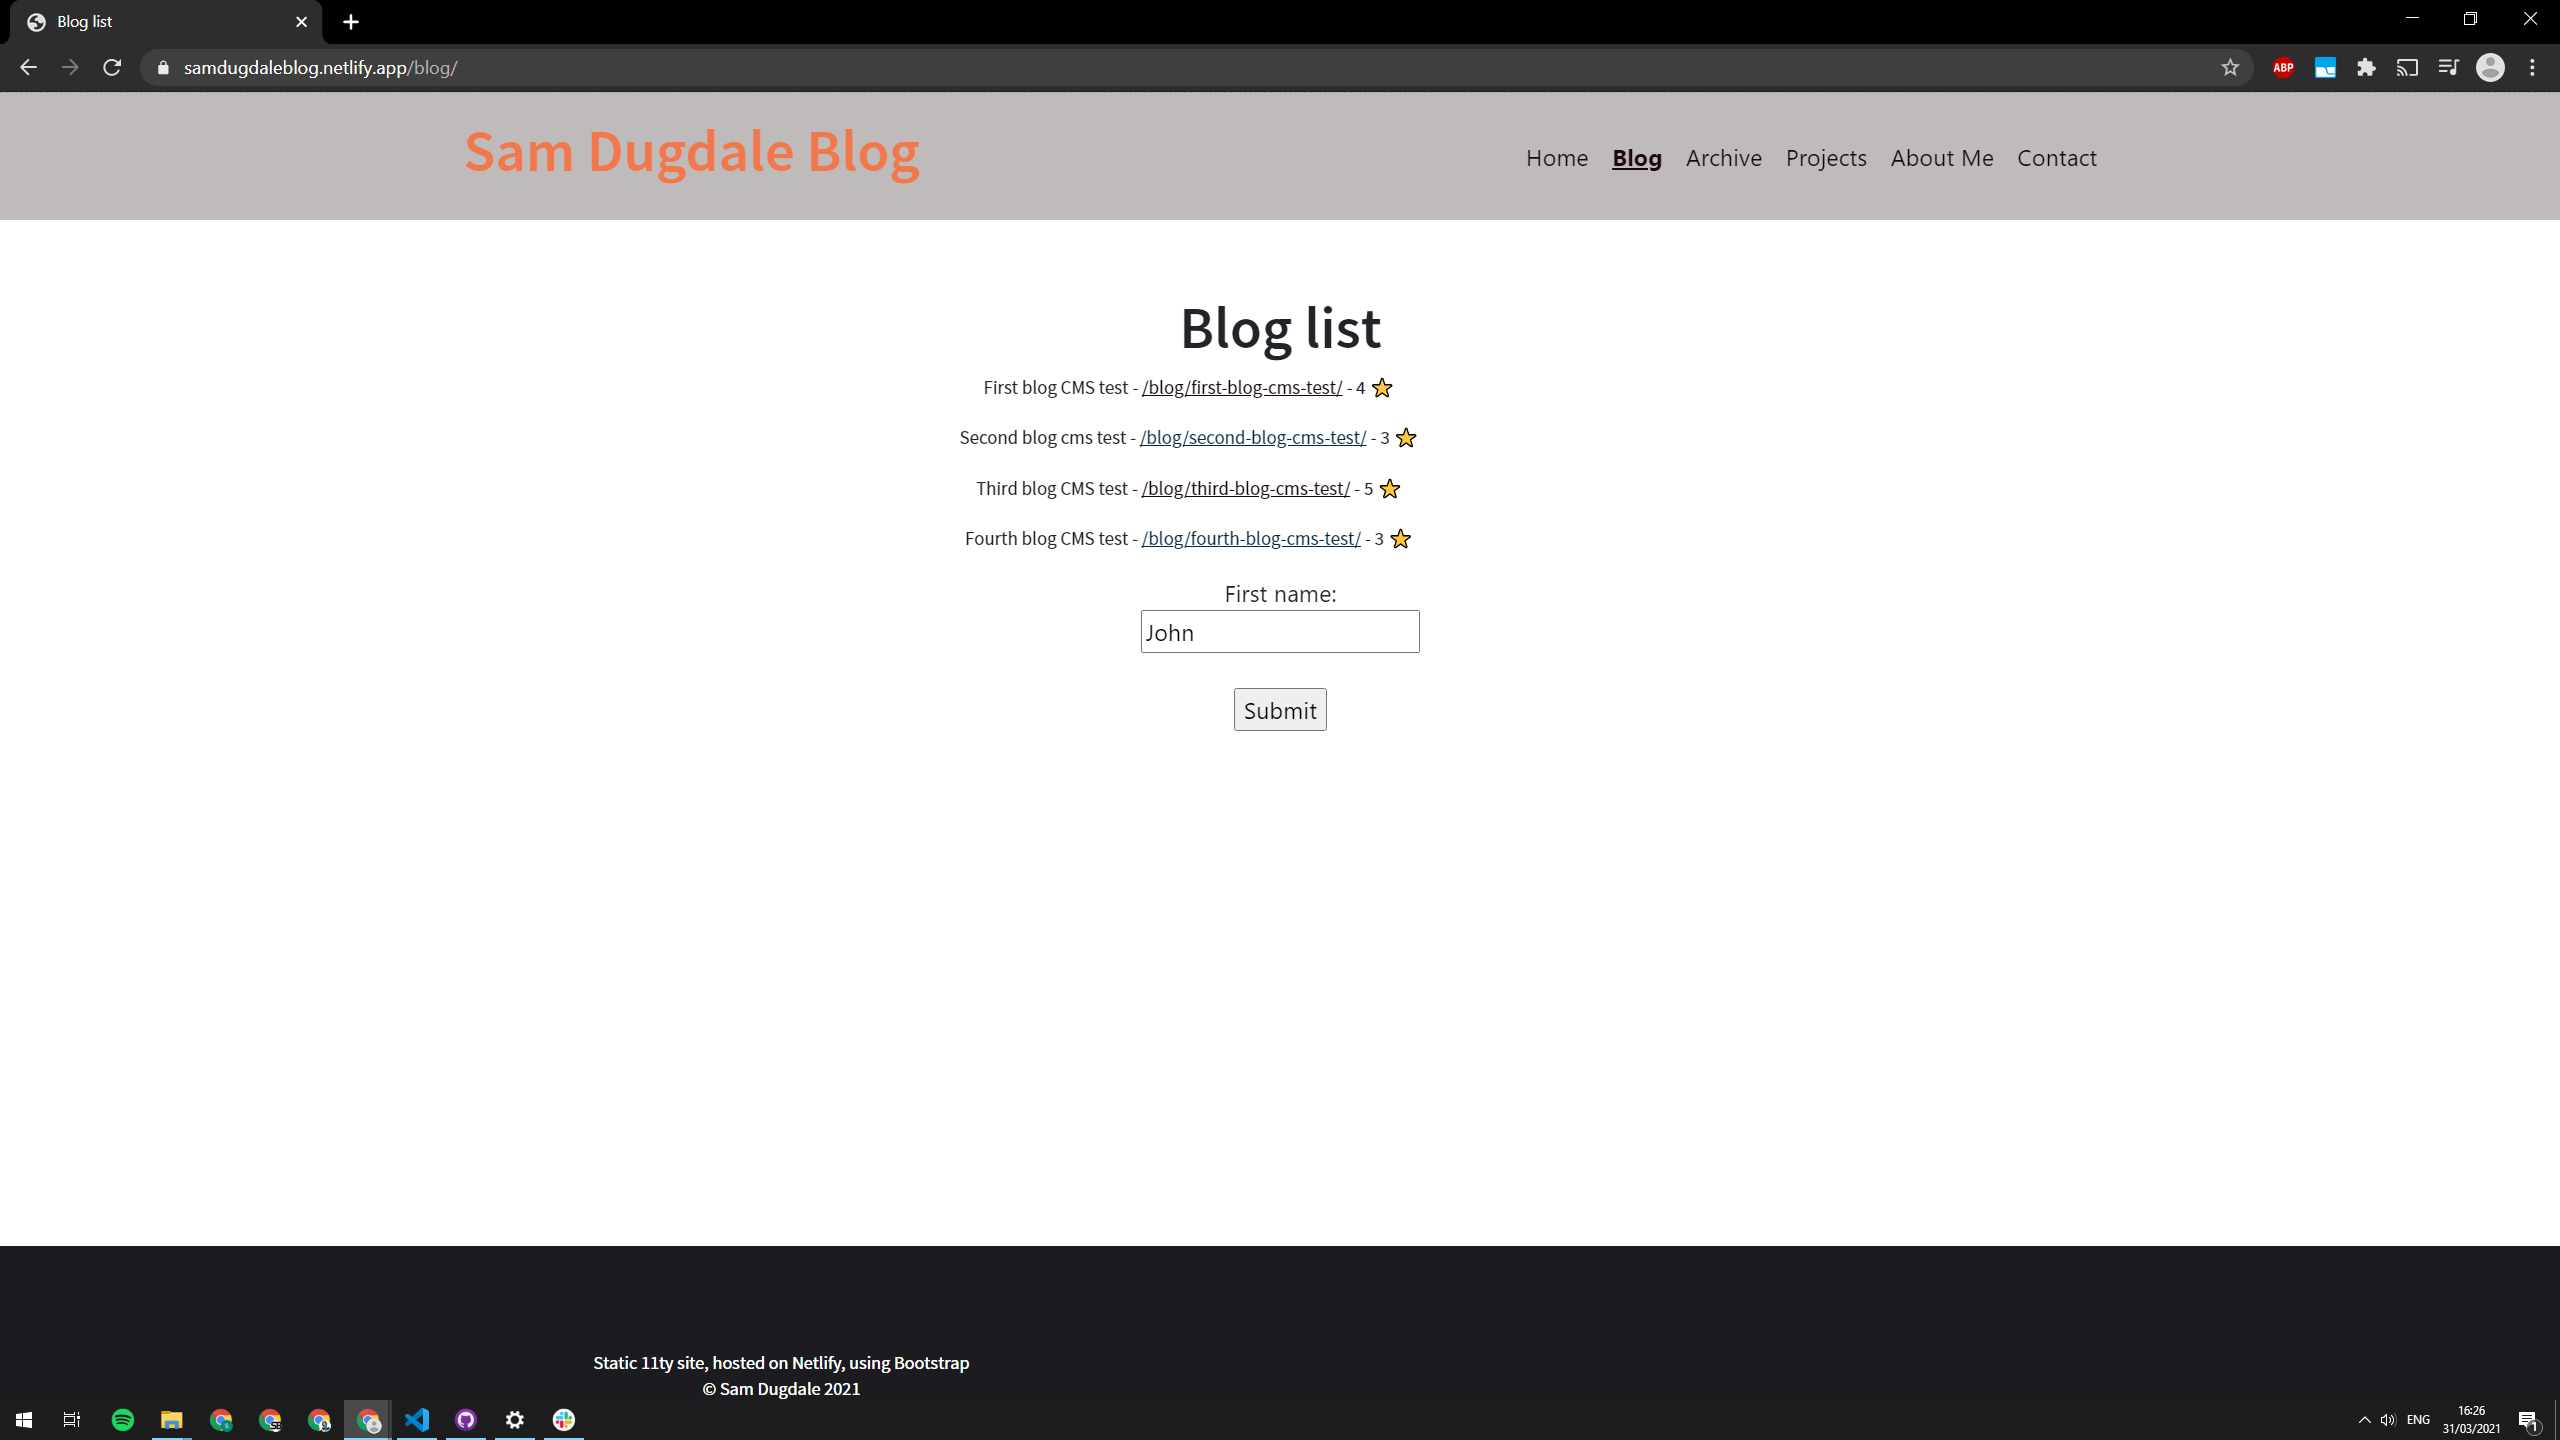 Blog list
samdugdaleblog.netlify.app/blog/
ABP
Sam Dugdale Blog
Home Blog Archive Projects About Me Contact
Blog list
First blog CMS test - /blog/first-blog-cms-test/ - 4
Second blog cms test - /blog/second-blog-cms-test/ - 3
Third blog CMS test - /blog/third-blog-cms-test/ - 5
Fourth blog CMS test - /blog/fourth-blog-cms-test/ - 3
First name:
John
Submit
Static 11ty site, hosted on Netlify, using Bootstrap
© Sam Dugdale 2021
ENG
16:26
31/03/2021
1